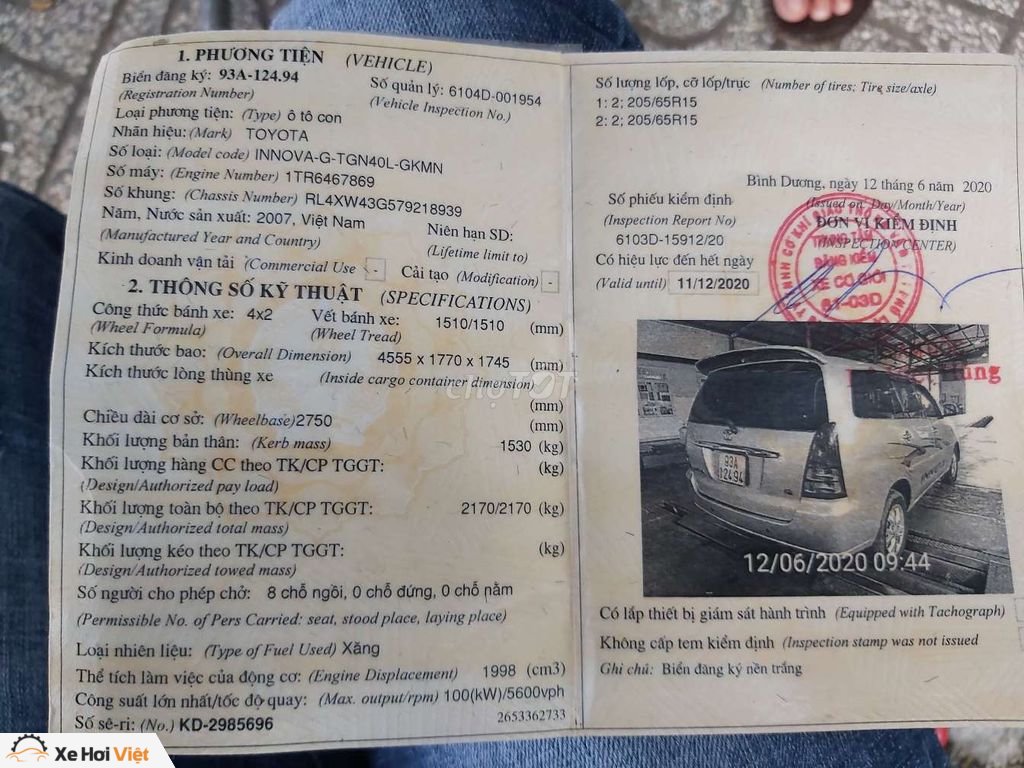 1. PHƯƠNG TIỆN (VEHICLE)
Biển đăng ký: 93A-124.94 Số quản lý: 6104D-001954
(Registration Number) (Vehicle Inspection No.)
Loại phương tiện: (Type) ô tô con
Nhãn hiệu: (Mark) TOYOTA
Số loại: (Model code) INNOVA-G-TGN40L-GKMN
Số máy: (Engine Number) 1TR6467869
Số khung: (Chassis Number) RL4XW43G579218939
Năm, Nước sản xuất: 2007, Việt Nam Niên hạn SD:
(Manufactured Year and Country) (Lifetime limit to)
Kinh doanh vận tải (Commercial Use - Cải tạo (Modification) -
2. THÔNG SỐ KỸ THUẬT (SPECIFICATIONS)
Công thức bánh xe: 4x2 Vết bánh xe: 1510/1510 (mm)
(Wheel Formula) (Wheel Tread)
Kích thước bao: (Overall Dimension) 4555 x 1770 x 1745 (mm)
Kích thước lòng thùng xe (Inside cargo container dimension)
(mm)
Chiều dài cơ sở: (Wheelbase)2750 (mm)
Khối lượng bản thân: (Kerb mass) 1530 (kg)
Khối lượng hàng CC theo TK/CP TGGT: (kg)
(Design/Authorized pay load)
Khối lượng toàn bộ theo TK/CP TGGT: 2170/2170 (kg)
(Design/Authorized total mass)
Khối lượng kéo theo TK/CP TGGT: (kg)
(Design/Authorized towed mass)
Số người cho phép chở: 8 chỗ ngồi, 0 chỗ đứng, 0 chỗ nằm
(Permissible No. of Pers Carried: seat, stood place, laying place)
Loại nhiên liệu: (Type of Fuel Used) Xăng
Thể tích làm việc của động cơ: (Engine Displacement) 1998 (cm3)
Công suất lớn nhất/tốc độ quay: (Max. output/rpm) 100(kW)/5600vph
Số sê-ri: (No.) KD-2985696 2653362733
Số lượng lốp, cỡ lốp/trục (Number of tires: Tire size/axle)
1: 2; 205/65R15
2: 2; 205/65R15
Bình Dương, ngày 12 tháng 6 năm 2020
Số phiếu kiểm định (Issued on: Day/Month/Year)
(Inspection Report No) ĐƠN VỊ KIỂM ĐỊNH
6103D-15912/20 (INSPECTION CENTER)
Có hiệu lực đến hết ngày
(Valid until) 11/12/2020
TRUNG TÂM
ĐĂNG KIỂM
XE CƠ GIỚI
61-03D
93A
124.94
12/06/2020 09:44
Có lắp thiết bị giám sát hành trình (Equipped with Tachograph)
Không cấp tem kiểm định (Inspection stamp was not issued
Ghi chú: Biển đăng ký nền trắng
CHỢ TỐT
Xe Hơi Việt